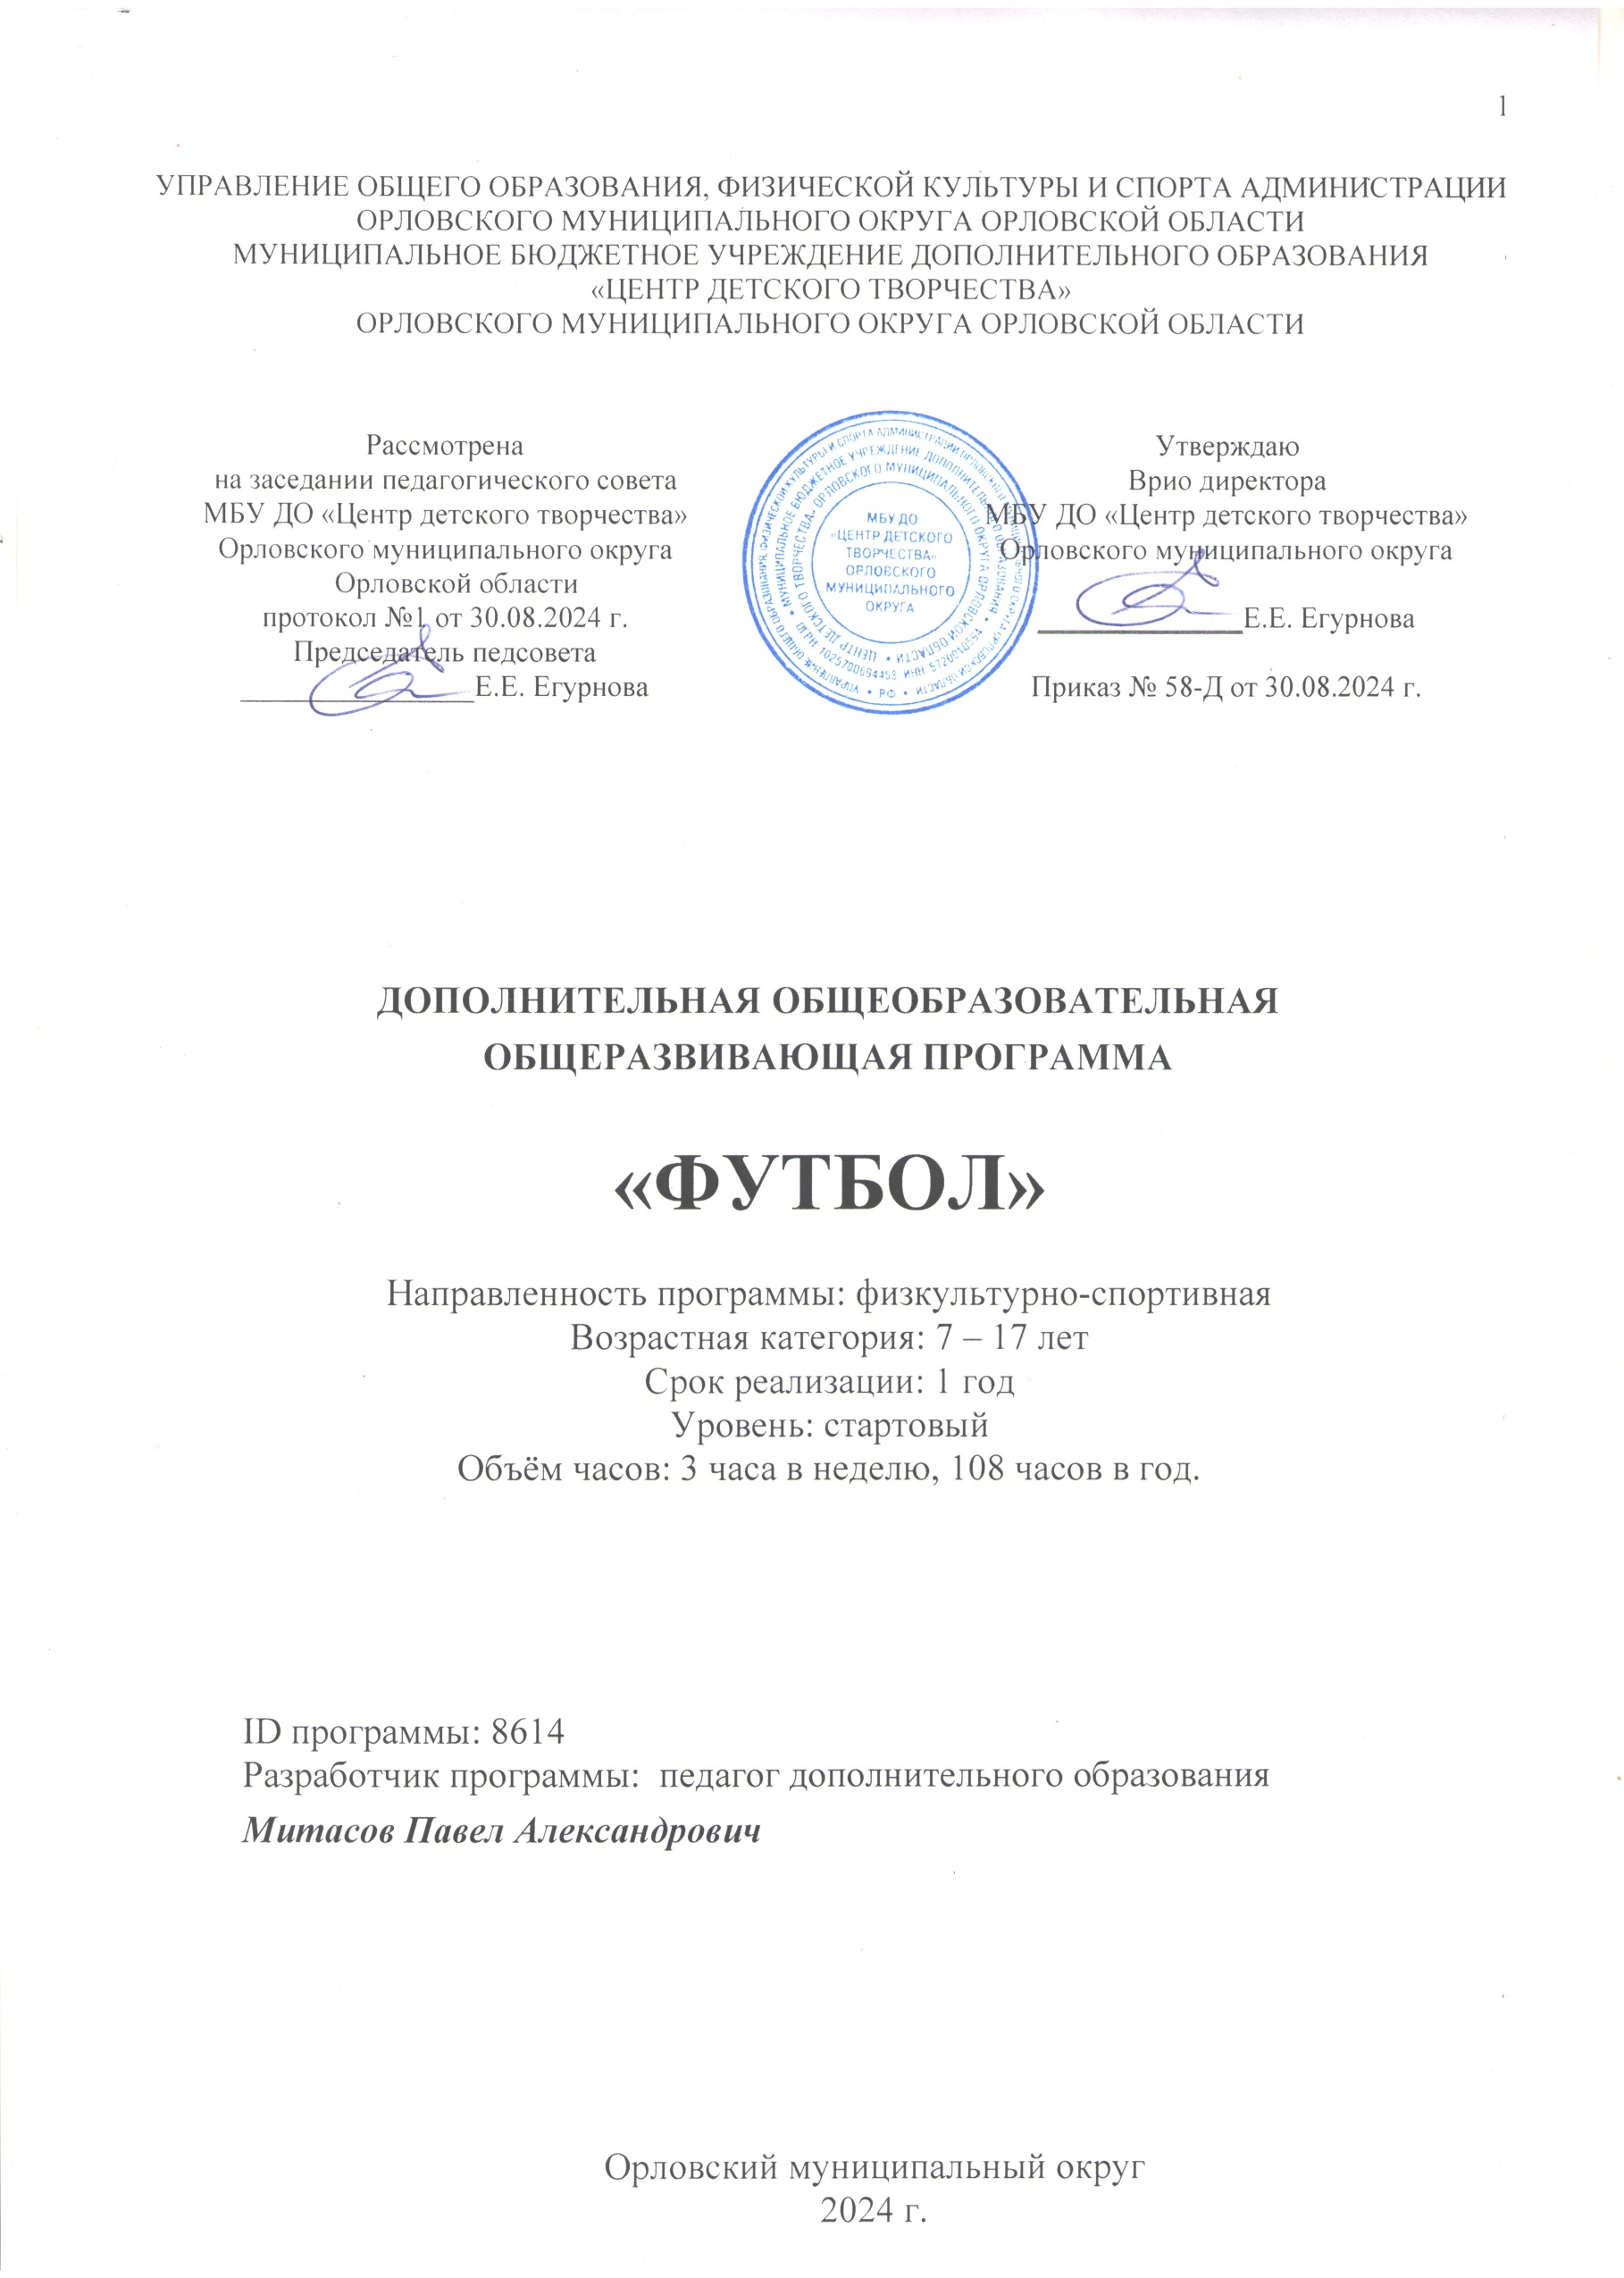 1
УПРАВЛЕНИЕ ОБЩЕГО ОБРАЗОВАНИЯ, ФИЗИЧЕСКОЙ КУЛЬТУРЫ И СПОРТА АДМИНИСТРАЦИИ
ОРЛОВСКОГО МУНИЦИПАЛЬНОГО ОКРУГА ОРЛОВСКОЙ ОБЛАСТИ
МУНИЦИПАЛЬНОЕ БЮДЖЕТНОЕ УЧРЕЖДЕНИЕ ДОПОЛНИТЕЛЬНОГО ОБРАЗОВАНИЯ
«ЦЕНТР ДЕТСКОГО ТВОРЧЕСТВА»
ОРЛОВСКОГО МУНИЦИПАЛЬНОГО ОКРУГА ОРЛОВСКОЙ ОБЛАСТИ
Рассмотрена
на заседании педагогического совета
МБУ ДО «Центр детского творчества»
Орловского муниципального округа
Орловской области
протокол №1 от 30.08.2024 г.
Председатель педсовета
Е.Е. Егурнова
МБУ ДО
«ЦЕНТР ДЕТСКОГО
ТВОРЧЕСТВА»
ОРЛОВСКОГО
МУНИЦИПАЛЬНОГО
ОКРУГА
Утверждаю
Врио директора
МБУ ДО «Центр детского творчества»
Орловского муниципального округа
Е.Е. Егурнова
Приказ № 58-Д от 30.08.2024 г.
ДОПОЛНИТЕЛЬНАЯ ОБЩЕОБРАЗОВАТЕЛЬНАЯ
ОБЩЕРАЗВИВАЮЩАЯ ПРОГРАММА
«ФУТБОЛ»
Направленность программы: физкультурно-спортивная
Возрастная категория: 7 – 17 лет
Срок реализации: 1 год
Уровень: стартовый
Объём часов: 3 часа в неделю, 108 часов в год.
ID программы: 8614
Разработчик программы: педагог дополнительного образования
Митасов Павел Александрович
Орловский муниципальный округ
2024 г.